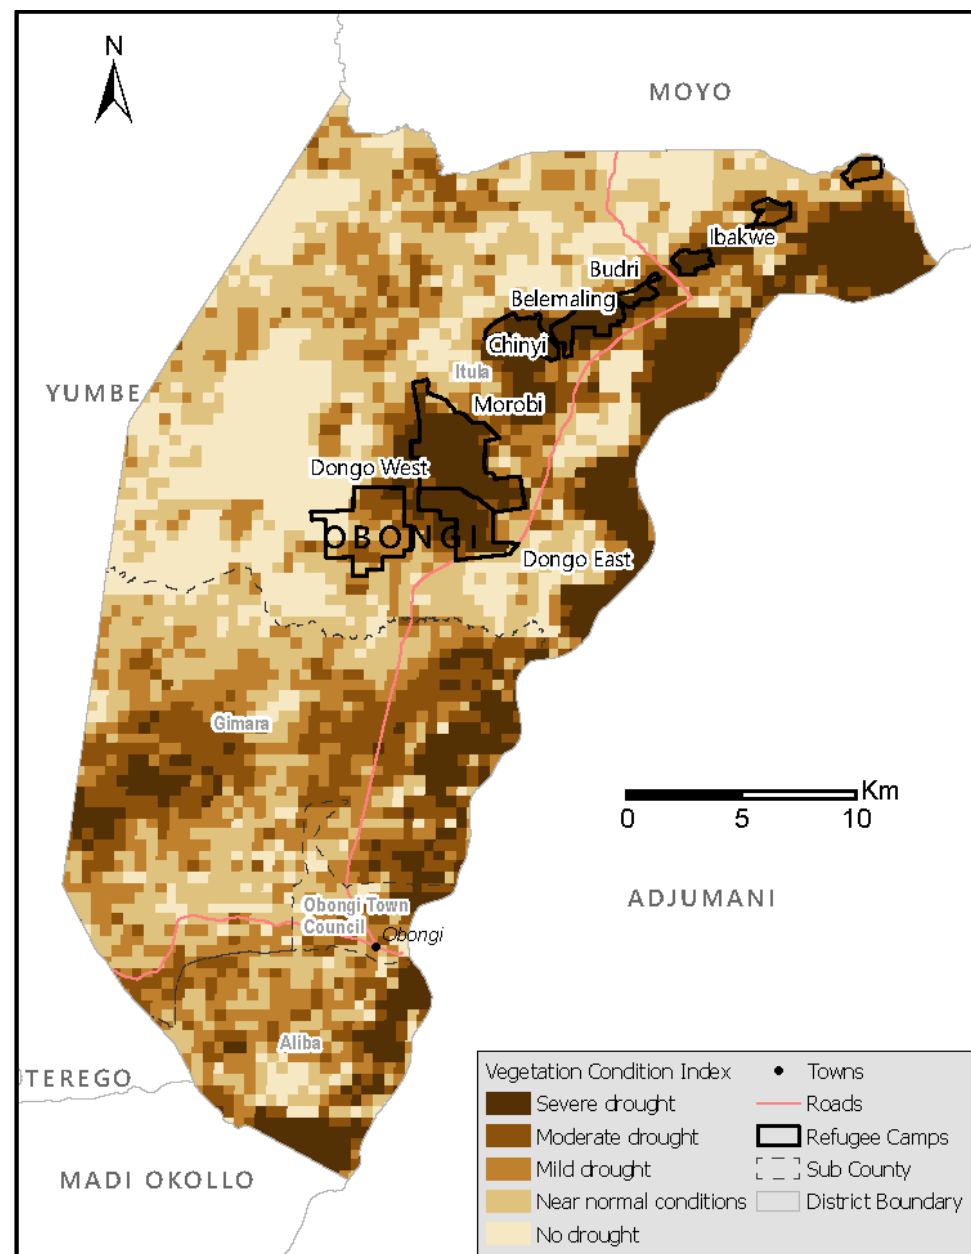 N
MOYO
Ibakwe
Budri
Belemaling
Chinyi
Itula
YUMBE
Morobi
Dongo West
OBONGI
Dongo East
Gimara
Km
0 5 10
ADJUMANI
Obongi Town
Council
Obongi
Aliba
TEREGO
MADI OKOLLO
Vegetation Condition Index
Severe drought
Moderate drought
Mild drought
Near normal conditions
No drought
Towns
Roads
Refugee Camps
Sub County
District Boundary